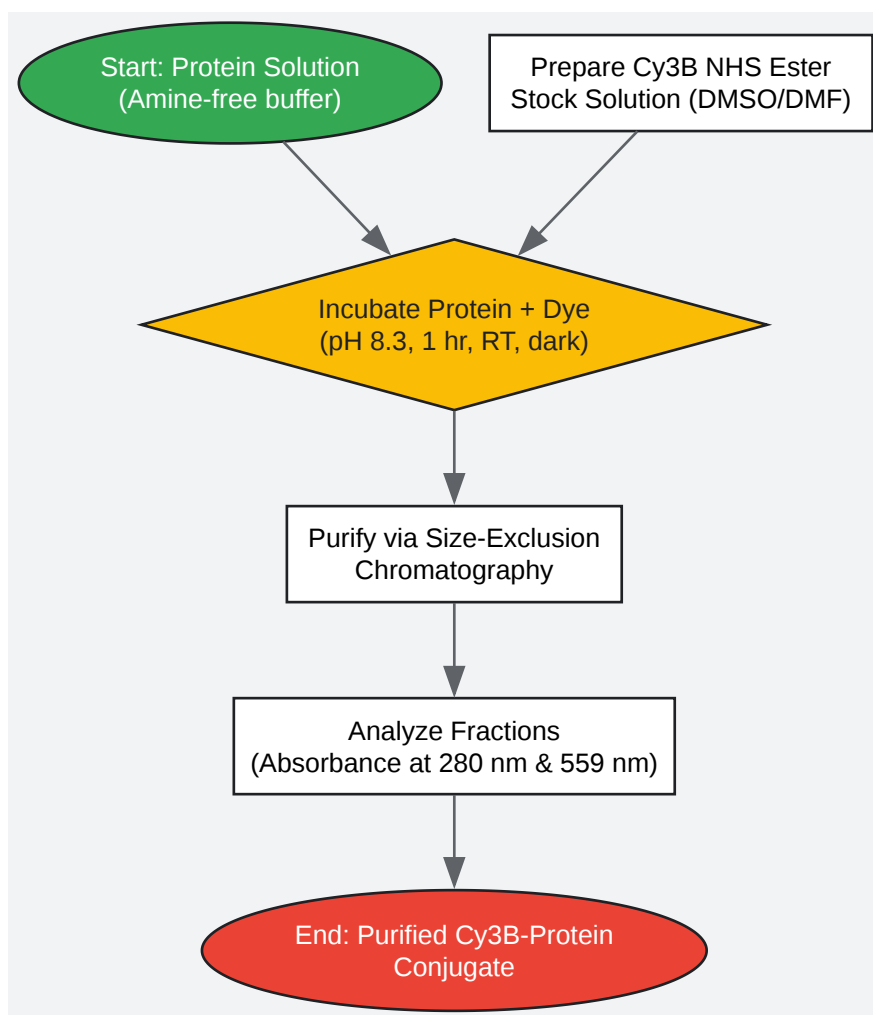 Start: Protein Solution
(Amine-free buffer)
Prepare Cy3B NHS Ester
Stock Solution (DMSO/DMF)
Incubate Protein + Dye
(pH 8.3, 1 hr, RT, dark)
Purify via Size-Exclusion
Chromatography
Analyze Fractions
(Absorbance at 280 nm & 559 nm)
End: Purified Cy3B-Protein
Conjugate